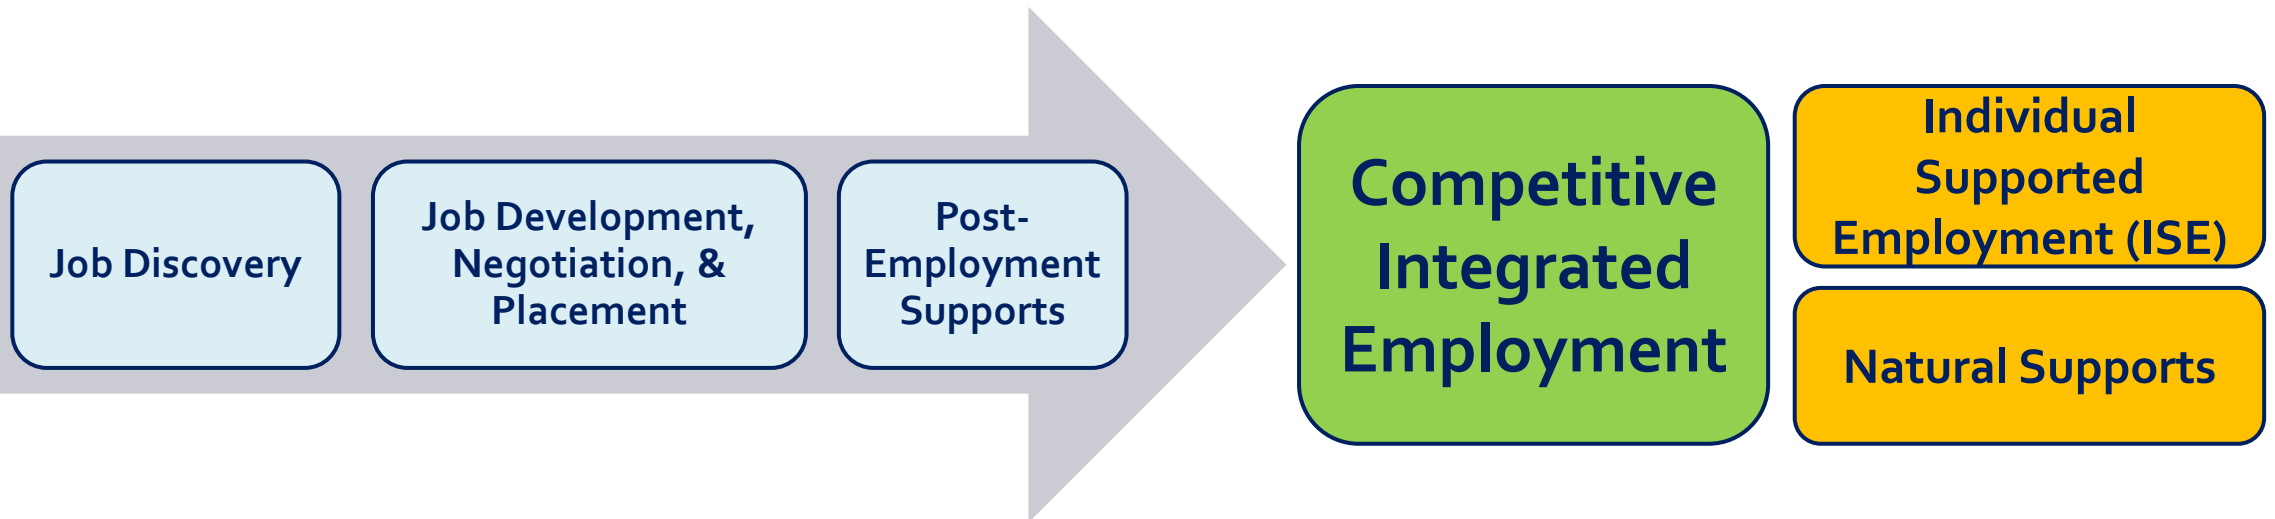 Job Discovery
Job Development,
Negotiation, &
Placement
Post-
Employment
Supports
Competitive
Integrated
Employment
Individual
Supported
Employment (ISE)
Natural Supports